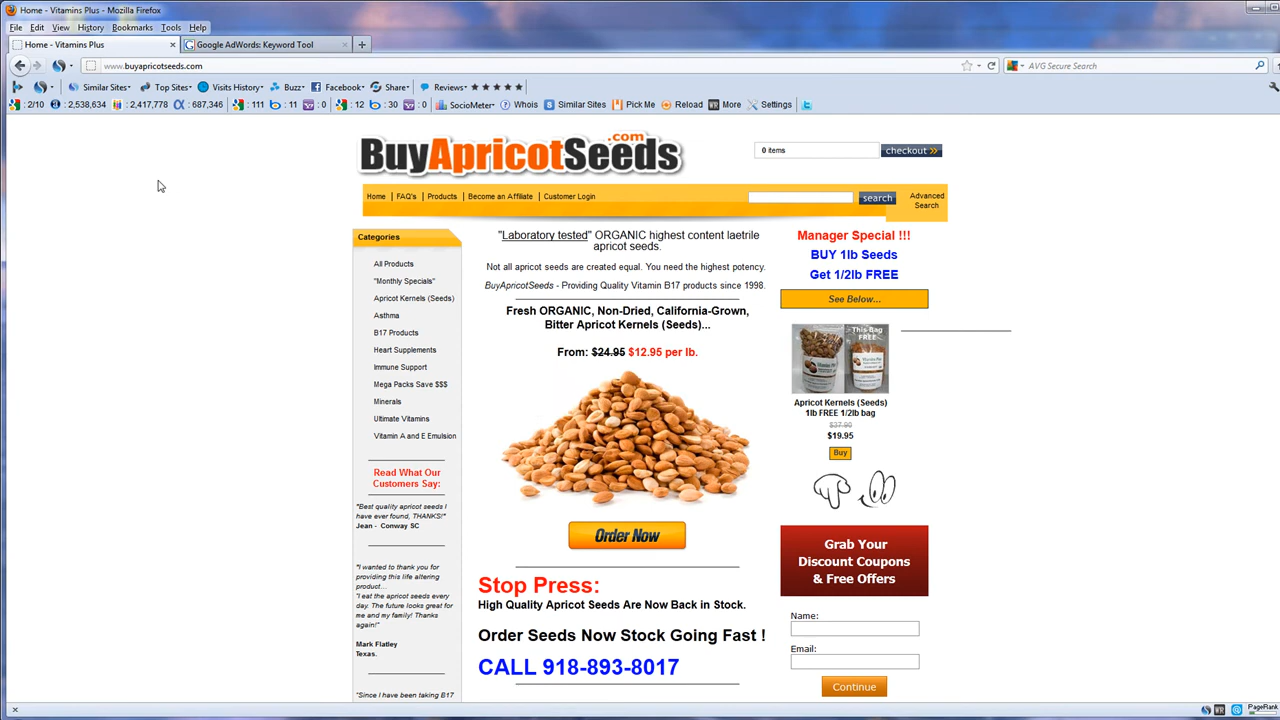 Home - Vitamins Plus - Mozilla Firefox
File Edit View History Bookmarks Tools Help
Home - Vitamins Plus
Google AdWords: Keyword Tool
www.buyapricotseeds.com
AVG Secure Search
Similar Sites Top Sites Visits History Buzz Facebook Share Reviews
: 2/10 : 2,538,634 : 2,417,778 : 687,346 : 111 : 11 : 0 : 12 : 30 : 0 SocioMeter Whois Similar Sites Pick Me Reload More Settings
BuyApricotSeeds.com
0 items
checkout »
Home | FAQ's | Products | Become an Affiliate | Customer Login
search
Advanced
Search
Categories
All Products
"Monthly Specials"
Apricot Kernels (Seeds)
Asthma
B17 Products
Heart Supplements
Immune Support
Mega Packs Save $$$
Minerals
Ultimate Vitamins
Vitamin A and E Emulsion
Read What Our
Customers Say:
"Best quality apricot seeds I
have ever found, THANKS!"
Jean - Conway SC
"I wanted to thank you for
providing this life altering
product...
"I eat the apricot seeds every
day. The future looks great for
me and my family! Thanks
again!"
Mark Flatley
Texas.
"Since I have been taking B17
"Laboratory tested" ORGANIC highest content laetrile
apricot seeds.
Not all apricot seeds are created equal. You need the highest potency.
BuyApricotSeeds - Providing Quality Vitamin B17 products since 1998.
Fresh ORGANIC, Non-Dried, California-Grown,
Bitter Apricot Kernels (Seeds)...
From: $24.95 $12.95 per lb.
Order Now
Stop Press:
High Quality Apricot Seeds Are Now Back in Stock.
Order Seeds Now Stock Going Fast !
CALL 918-893-8017
Manager Special !!!
BUY 1lb Seeds
Get 1/2lb FREE
See Below...
This Bag
FREE
Vitamins Plus
Vitamins Plus
Apricot Kernels (Seeds)
1lb FREE 1/2lb bag
$27.90
$19.95
Buy
Grab Your
Discount Coupons
& Free Offers
Name:
Email:
Continue
PageRank